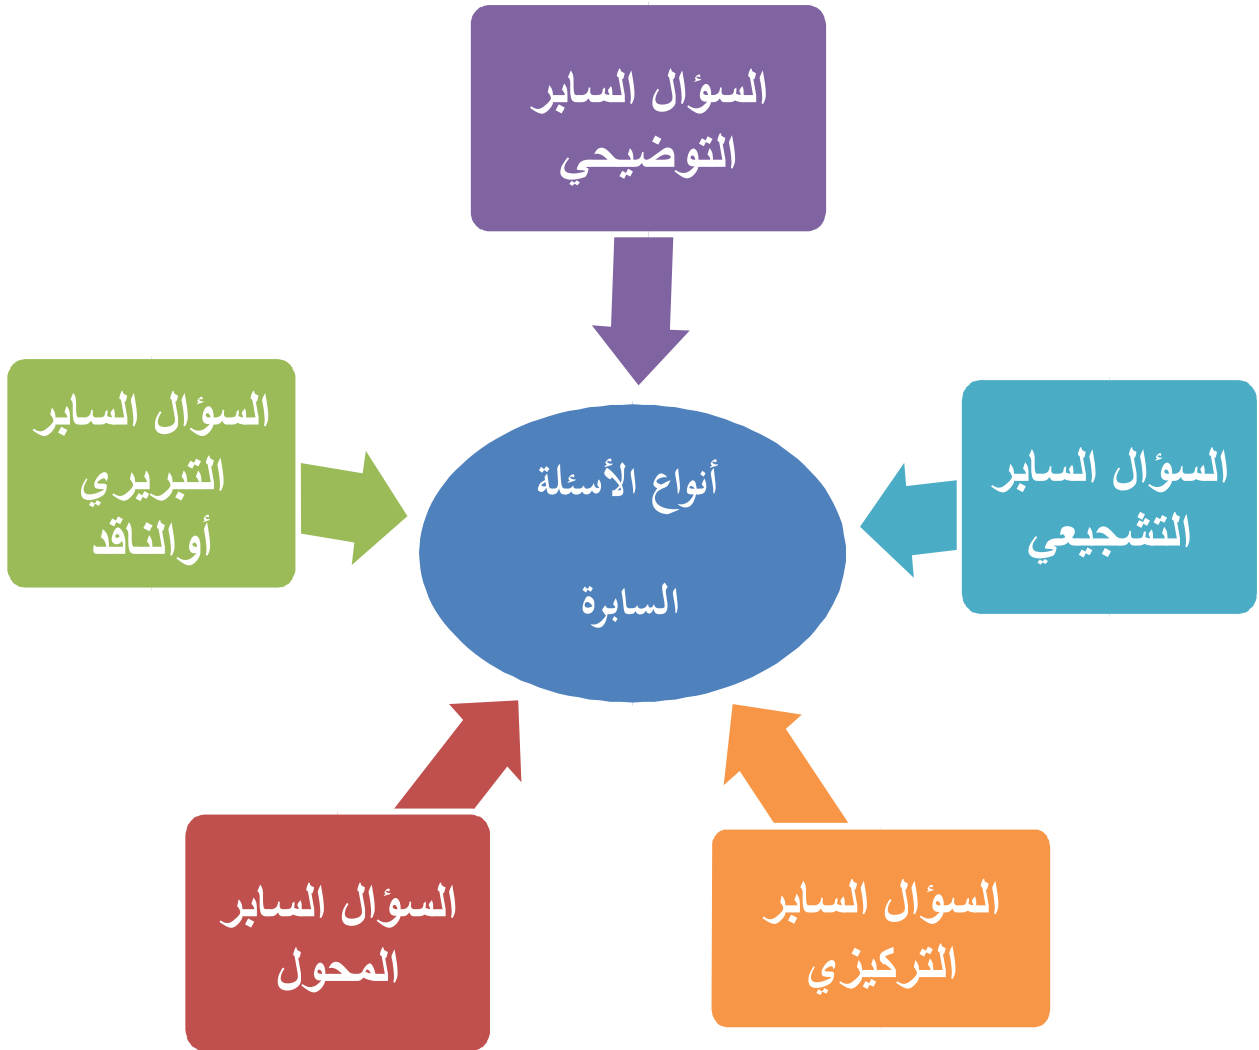 السؤال السابر
التوضيحي
السؤال السابر
التشجيعي
أنواع الأسئلة
السابرة
السؤال السابر
التبريري
أوالناقد
السؤال السابر
التركيزي
السؤال السابر
المحول